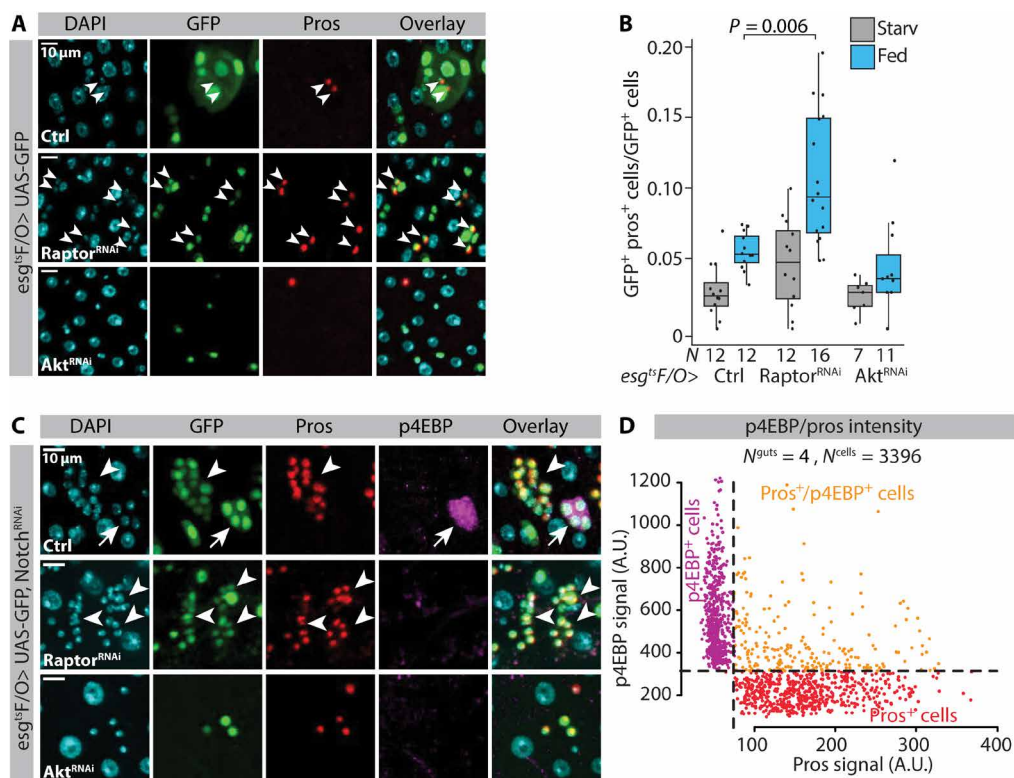 A
DAPI GFP Pros Overlay
10 µm
Ctrl
Raptor^RNAi
Akt^RNAi
esg^tsF/O> UAS-GFP
B
P = 0.006
Starv
Fed
GFP⁺ pros⁺ cells/GFP⁺ cells
0.20
0.15
0.10
0.05
0
N 12 12 12 16 7 11
esg^tsF/O> Ctrl Raptor^RNAi Akt^RNAi
C
DAPI GFP Pros p4EBP Overlay
10 µm
Ctrl
Raptor^RNAi
Akt^RNAi
esg^tsF/O> UAS-GFP, Notch^RNAi
D
p4EBP/pros intensity
N^guts = 4 , N^cells = 3396
p4EBP signal (A.U.)
1200
1000
800
600
400
200
p4EBP⁺ cells
Pros⁺/p4EBP⁺ cells
Pros⁺ cells
100 200 300 400
Pros signal (A.U.)